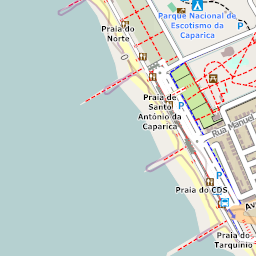 Parque Nacional de
Escotismo da
Caparica
Praia do
Norte
Praia de
Santo
António da
Caparica
Rua Manuel
Praia do CDS
Av
Praia do
Tarquínio